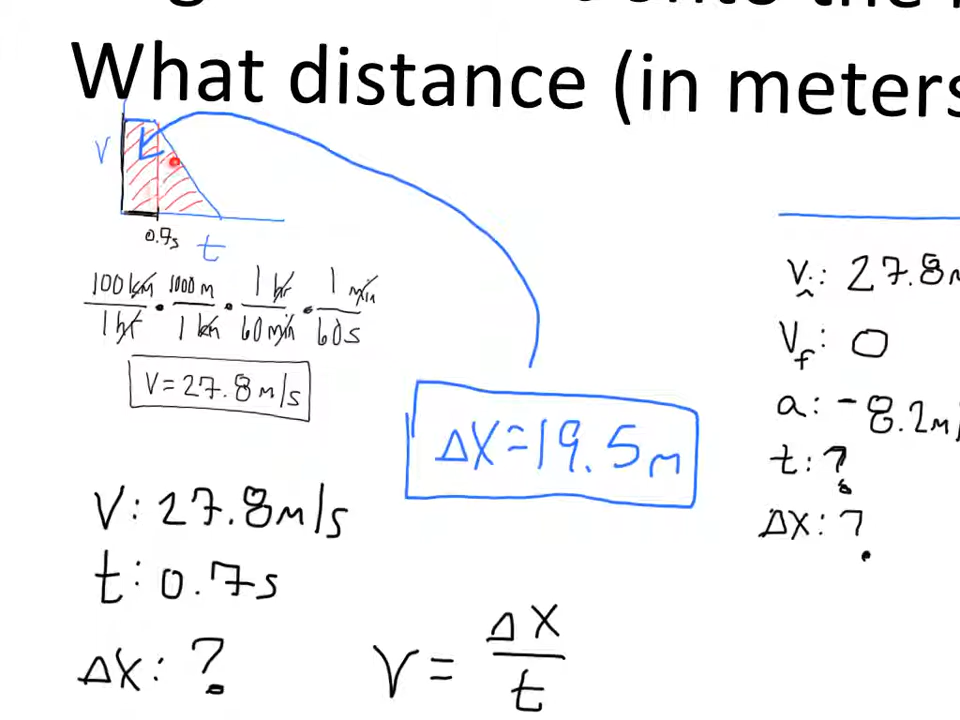 onto the
What distance (in meters
V
0.7s
t
100 km/1 hr · 1000 m/1 km · 1 hr/60 min · 1 min/60 s
V = 27.8 m/s
ΔX = 19.5 m
V: 27.8 m/s
t: 0.7s
ΔX: ?
V = ΔX/t
Vi: 27.8
Vf: 0
a: -8.2 m/
t: ?
ΔX: ?